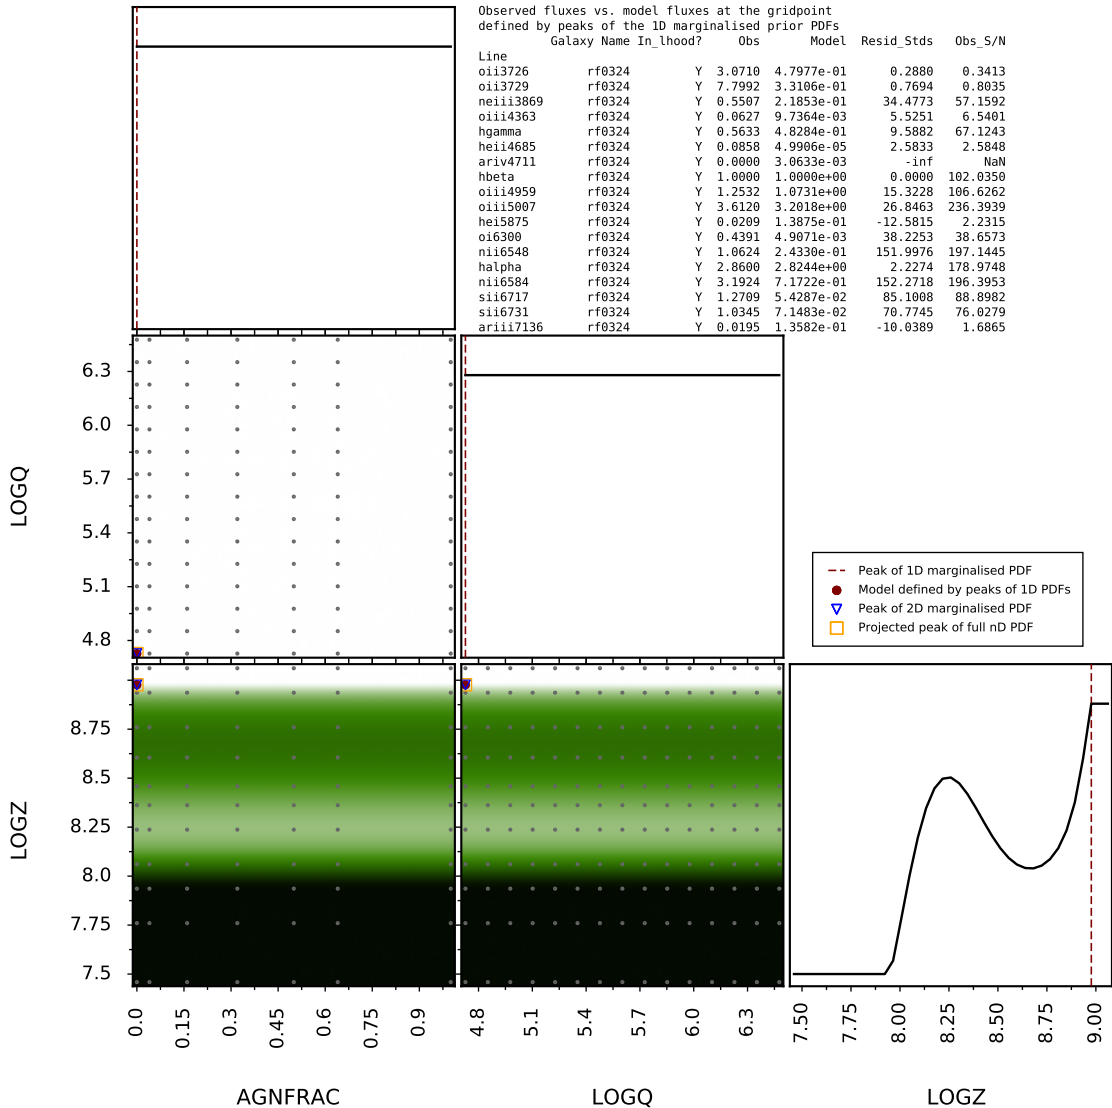 Observed fluxes vs. model fluxes at the gridpoint
defined by peaks of the 1D marginalised prior PDFs
Galaxy Name In_lhood? Obs Model Resid_Stds Obs_S/N
Line
oii3726 rf0324 Y 3.0710 4.7977e-01 0.2880 0.3413
oii3729 rf0324 Y 7.7992 3.3106e-01 0.7694 0.8035
neiii3869 rf0324 Y 0.5507 2.1853e-01 34.4773 57.1592
oiii4363 rf0324 Y 0.0627 9.7364e-03 5.5251 6.5401
hgamma rf0324 Y 0.5633 4.8284e-01 9.5882 67.1243
heii4685 rf0324 Y 0.0858 4.9906e-05 2.5833 2.5848
ariv4711 rf0324 Y 0.0000 3.0633e-03 -inf NaN
hbeta rf0324 Y 1.0000 1.0000e+00 0.0000 102.0350
oiii4959 rf0324 Y 1.2532 1.0731e+00 15.3228 106.6262
oiii5007 rf0324 Y 3.6120 3.2018e+00 26.8463 236.3939
hei5875 rf0324 Y 0.0209 1.3875e-01 -12.5815 2.2315
oi6300 rf0324 Y 0.4391 4.9071e-03 38.2253 38.6573
nii6548 rf0324 Y 1.0624 2.4330e-01 151.9976 197.1445
halpha rf0324 Y 2.8600 2.8244e+00 2.2274 178.9748
nii6584 rf0324 Y 3.1924 7.1722e-01 152.2718 196.3953
sii6717 rf0324 Y 1.2709 5.4287e-02 85.1008 88.8982
sii6731 rf0324 Y 1.0345 7.1483e-02 70.7745 76.0279
ariii7136 rf0324 Y 0.0195 1.3582e-01 -10.0389 1.6865
LOGQ
6.3
6.0
5.7
5.4
5.1
4.8
Peak of 1D marginalised PDF
Model defined by peaks of 1D PDFs
Peak of 2D marginalised PDF
Projected peak of full nD PDF
LOGZ
8.75
8.5
8.25
8.0
7.75
7.5
0.0 0.15 0.3 0.45 0.6 0.75 0.9
4.8 5.1 5.4 5.7 6.0 6.3
7.50 7.75 8.00 8.25 8.50 8.75 9.00
AGNFRAC LOGQ LOGZ